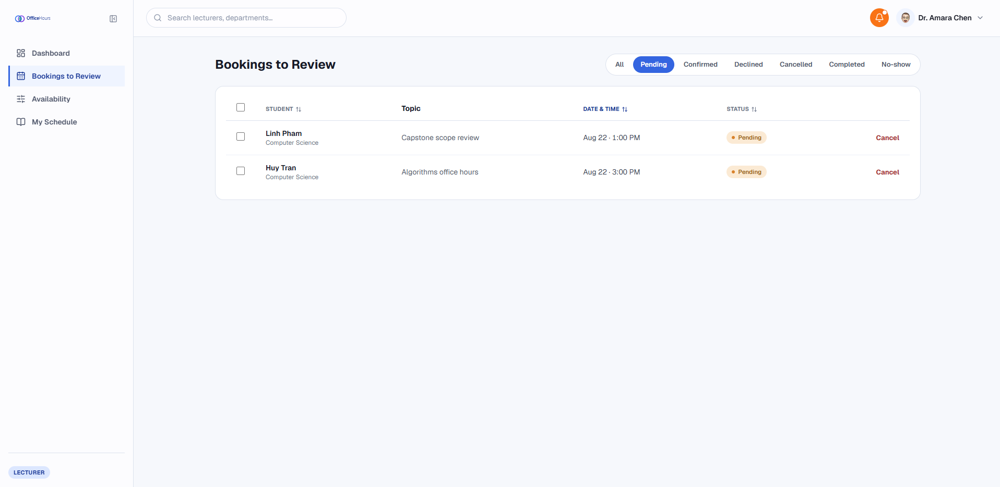 OfficeHours
Search lecturers, departments...
Dr. Amara Chen
Dashboard
Bookings to Review
Availability
My Schedule
LECTURER
Bookings to Review
All Pending Confirmed Declined Cancelled Completed No-show
STUDENT Topic DATE & TIME STATUS
Linh Pham
Computer Science
Capstone scope review
Aug 22 · 1:00 PM
Pending
Cancel
Huy Tran
Computer Science
Algorithms office hours
Aug 22 · 3:00 PM
Pending
Cancel